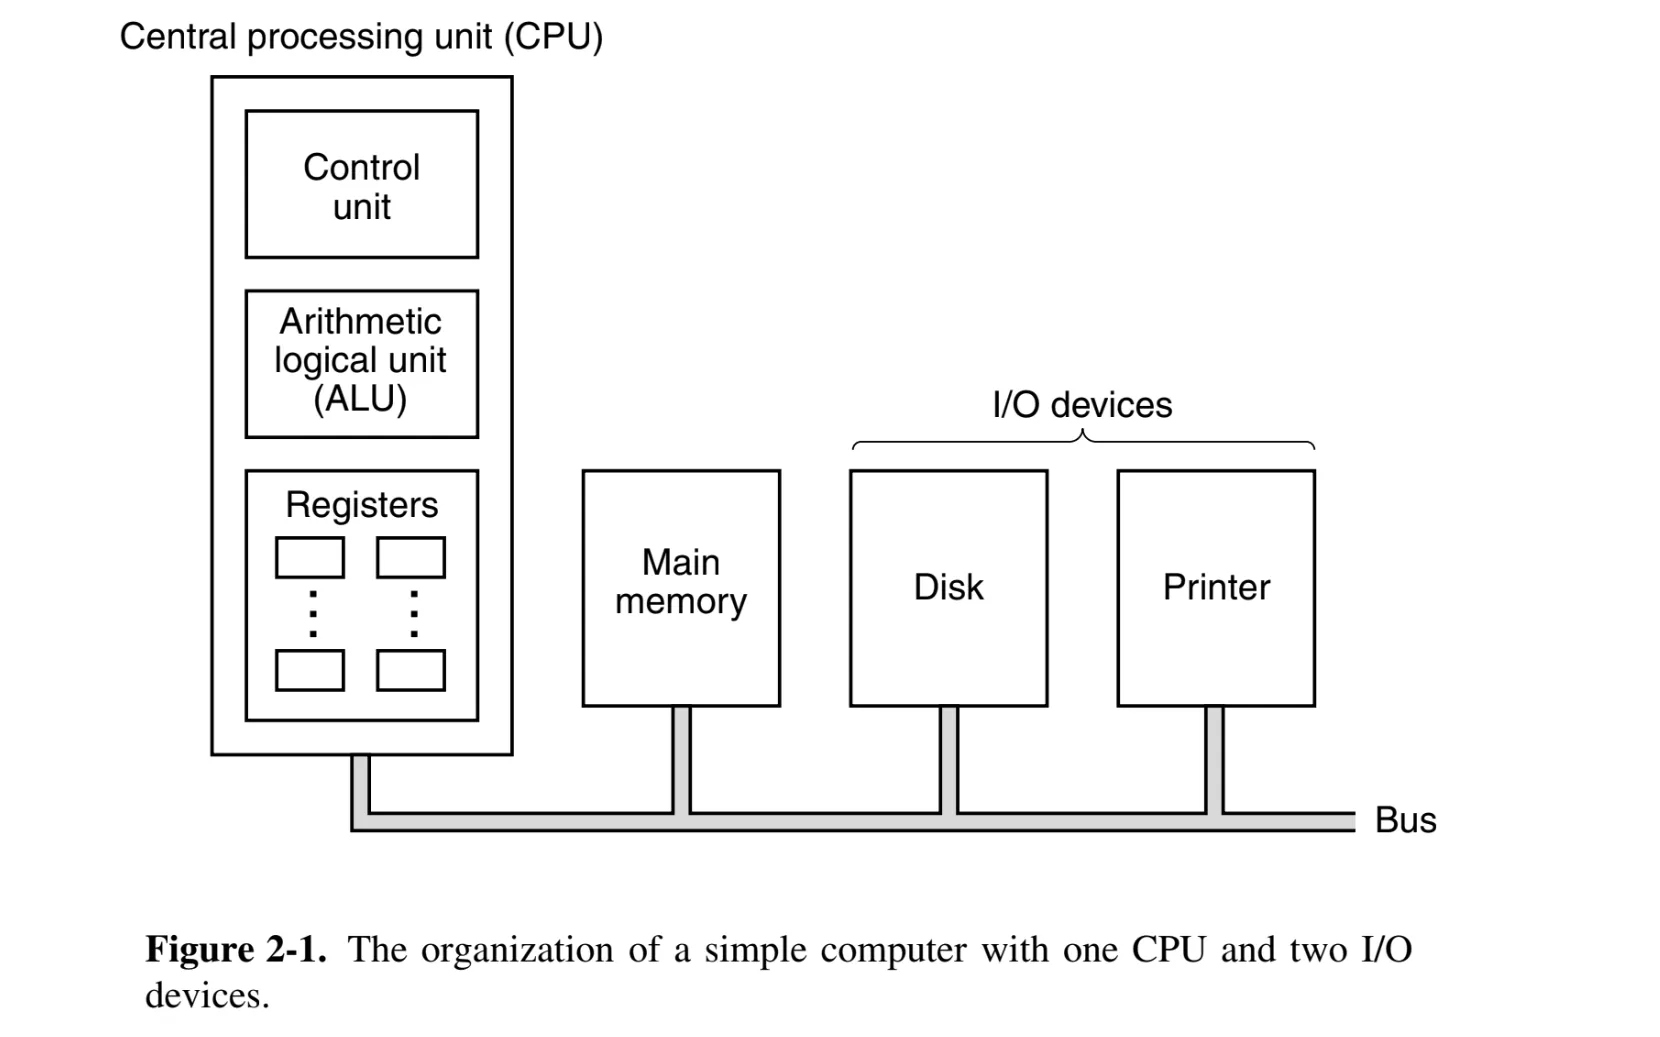 Central processing unit (CPU)
Control
unit
Arithmetic
logical unit
(ALU)
Registers
I/O devices
Main
memory
Disk
Printer
Bus
Figure 2-1. The organization of a simple computer with one CPU and two I/O
devices.